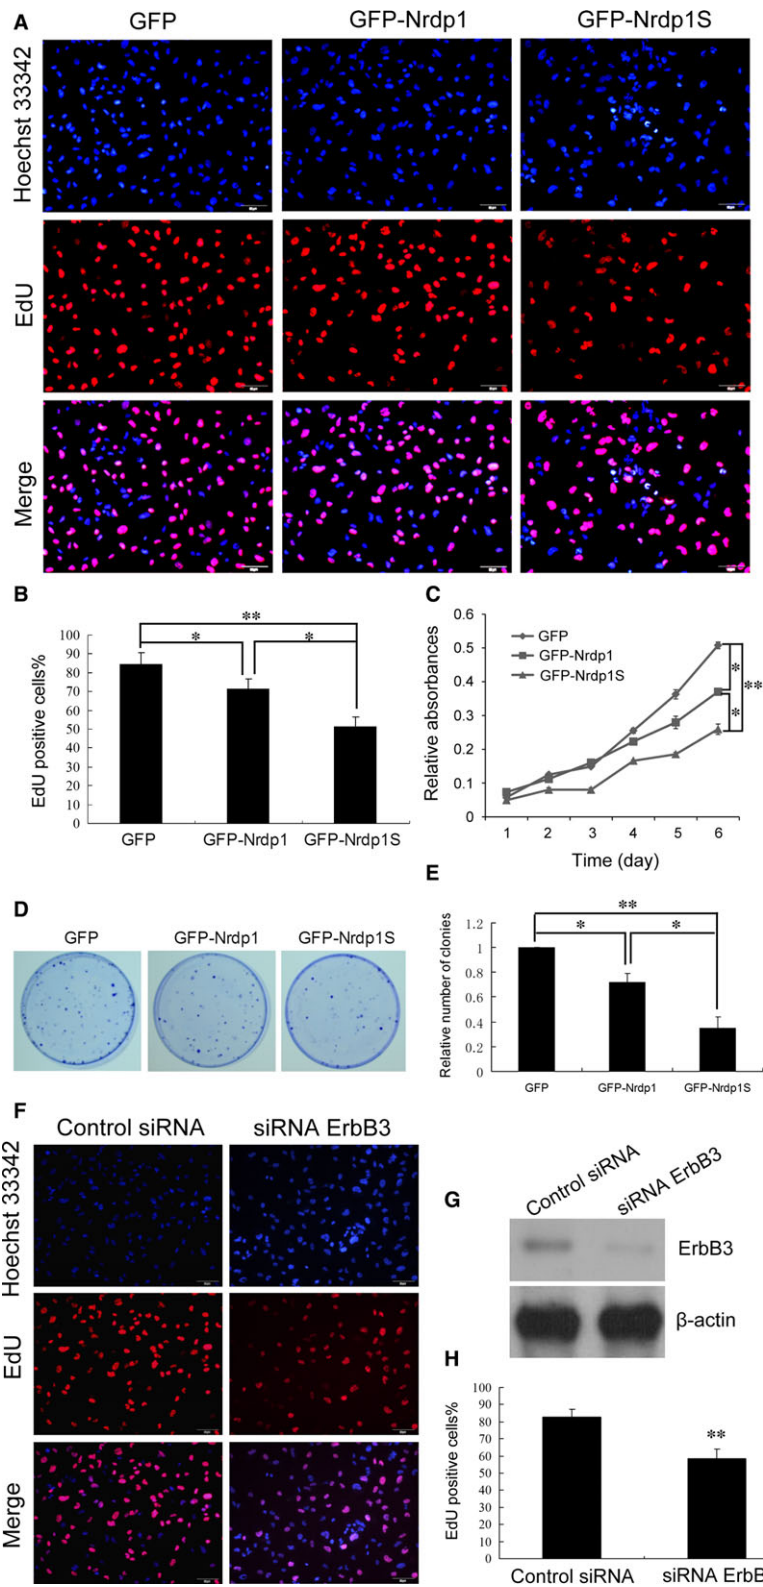 A
GFP
GFP-Nrdp1
GFP-Nrdp1S
Hoechst 33342
EdU
Merge
B
EdU positive cells%
100
90
80
70
60
50
40
30
20
10
0
**
*
*
GFP
GFP-Nrdp1
GFP-Nrdp1S
C
Relative absorbances
0.6
0.5
0.4
0.3
0.2
0.1
0
GFP
GFP-Nrdp1
GFP-Nrdp1S
*
**
*
1 2 3 4 5 6
Time (day)
D
GFP
GFP-Nrdp1
GFP-Nrdp1S
E
Relative number of clonies
1.2
1
0.8
0.6
0.4
0.2
0
**
*
*
GFP
GFP-Nrdp1
GFP-Nrdp1S
F
Control siRNA
siRNA ErbB3
Hoechst 33342
EdU
Merge
G
Control siRNA
siRNA ErbB3
ErbB3
β-actin
H
EdU positive cells%
100
90
80
70
60
50
40
30
20
10
0
**
Control siRNA
siRNA ErbB